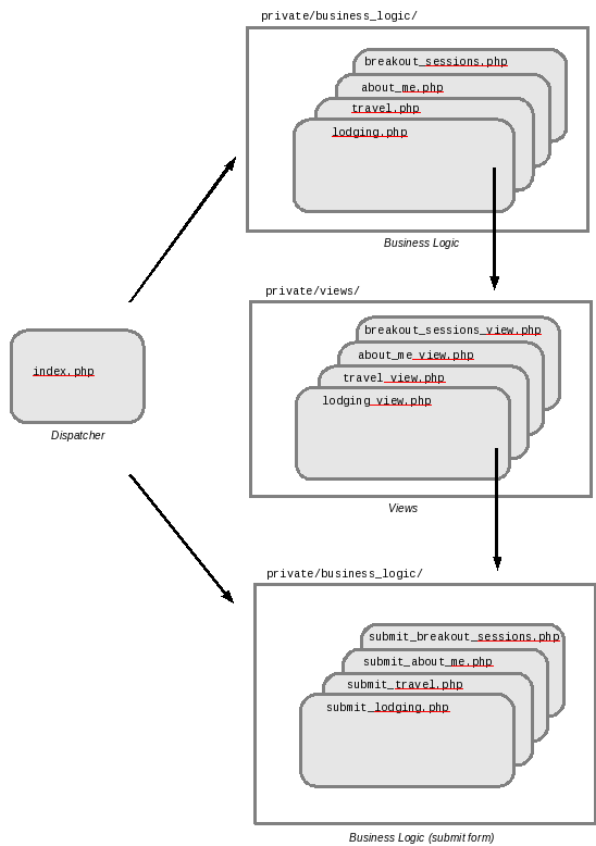 private/business_logic/
breakout_sessions.php
about_me.php
travel.php
lodging.php
Business Logic
private/views/
breakout_sessions_view.php
about_me_view.php
travel_view.php
lodging_view.php
Views
index.php
Dispatcher
private/business_logic/
submit_breakout_sessions.php
submit_about_me.php
submit_travel.php
submit_lodging.php
Business Logic (submit form)